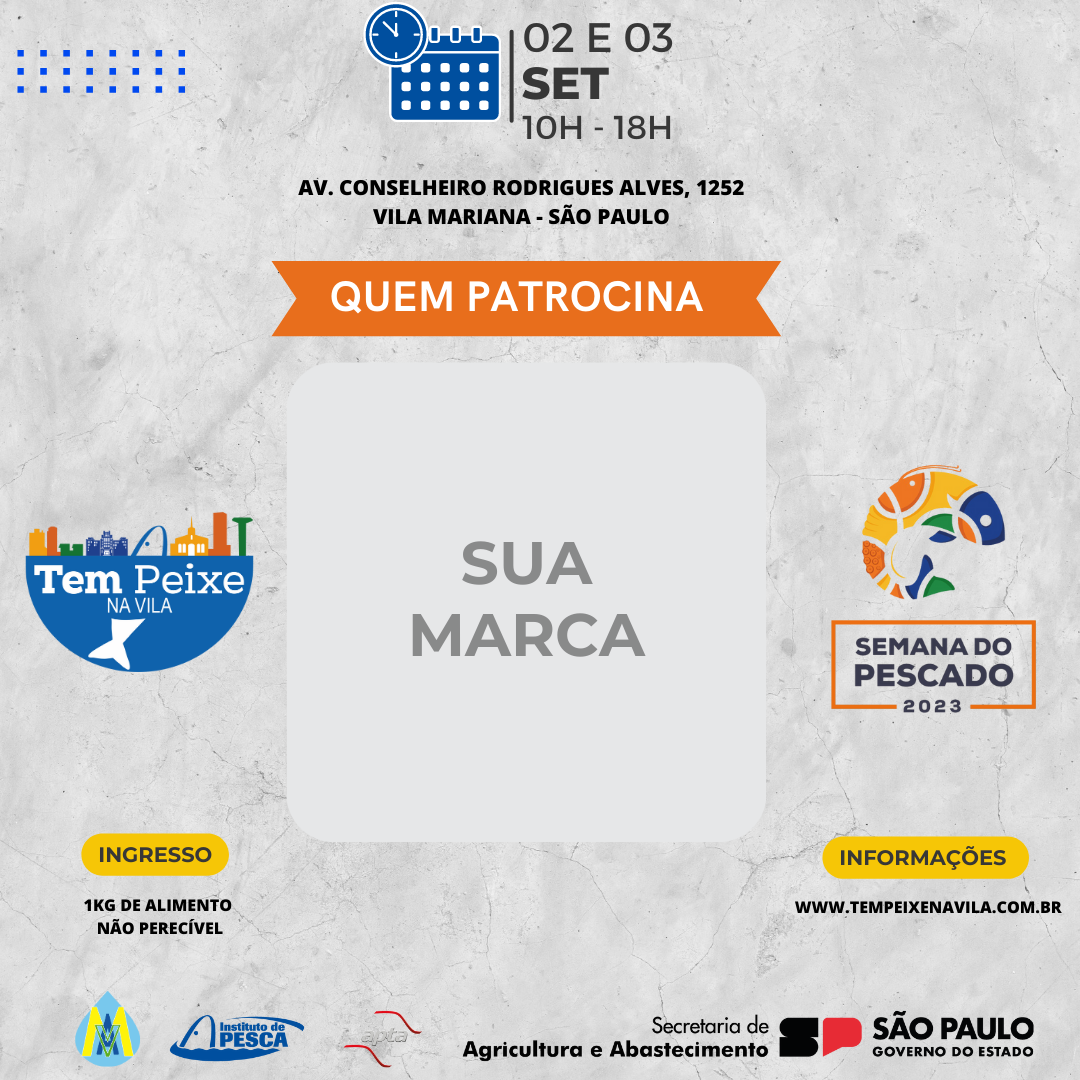 02 E 03
SET
10H - 18H
AV. CONSELHEIRO RODRIGUES ALVES, 1252
VILA MARIANA - SÃO PAULO
QUEM PATROCINA
SUA
MARCA
Tem Peixe
NA VILA
SEMANA DO
PESCADO
2023
INGRESSO
1KG DE ALIMENTO
NÃO PERECÍVEL
INFORMAÇÕES
WWW.TEMPEIXENAVILA.COM.BR
Instituto de
PESCA
apta
Secretaria de
Agricultura e Abastecimento
SP
SÃO PAULO
GOVERNO DO ESTADO